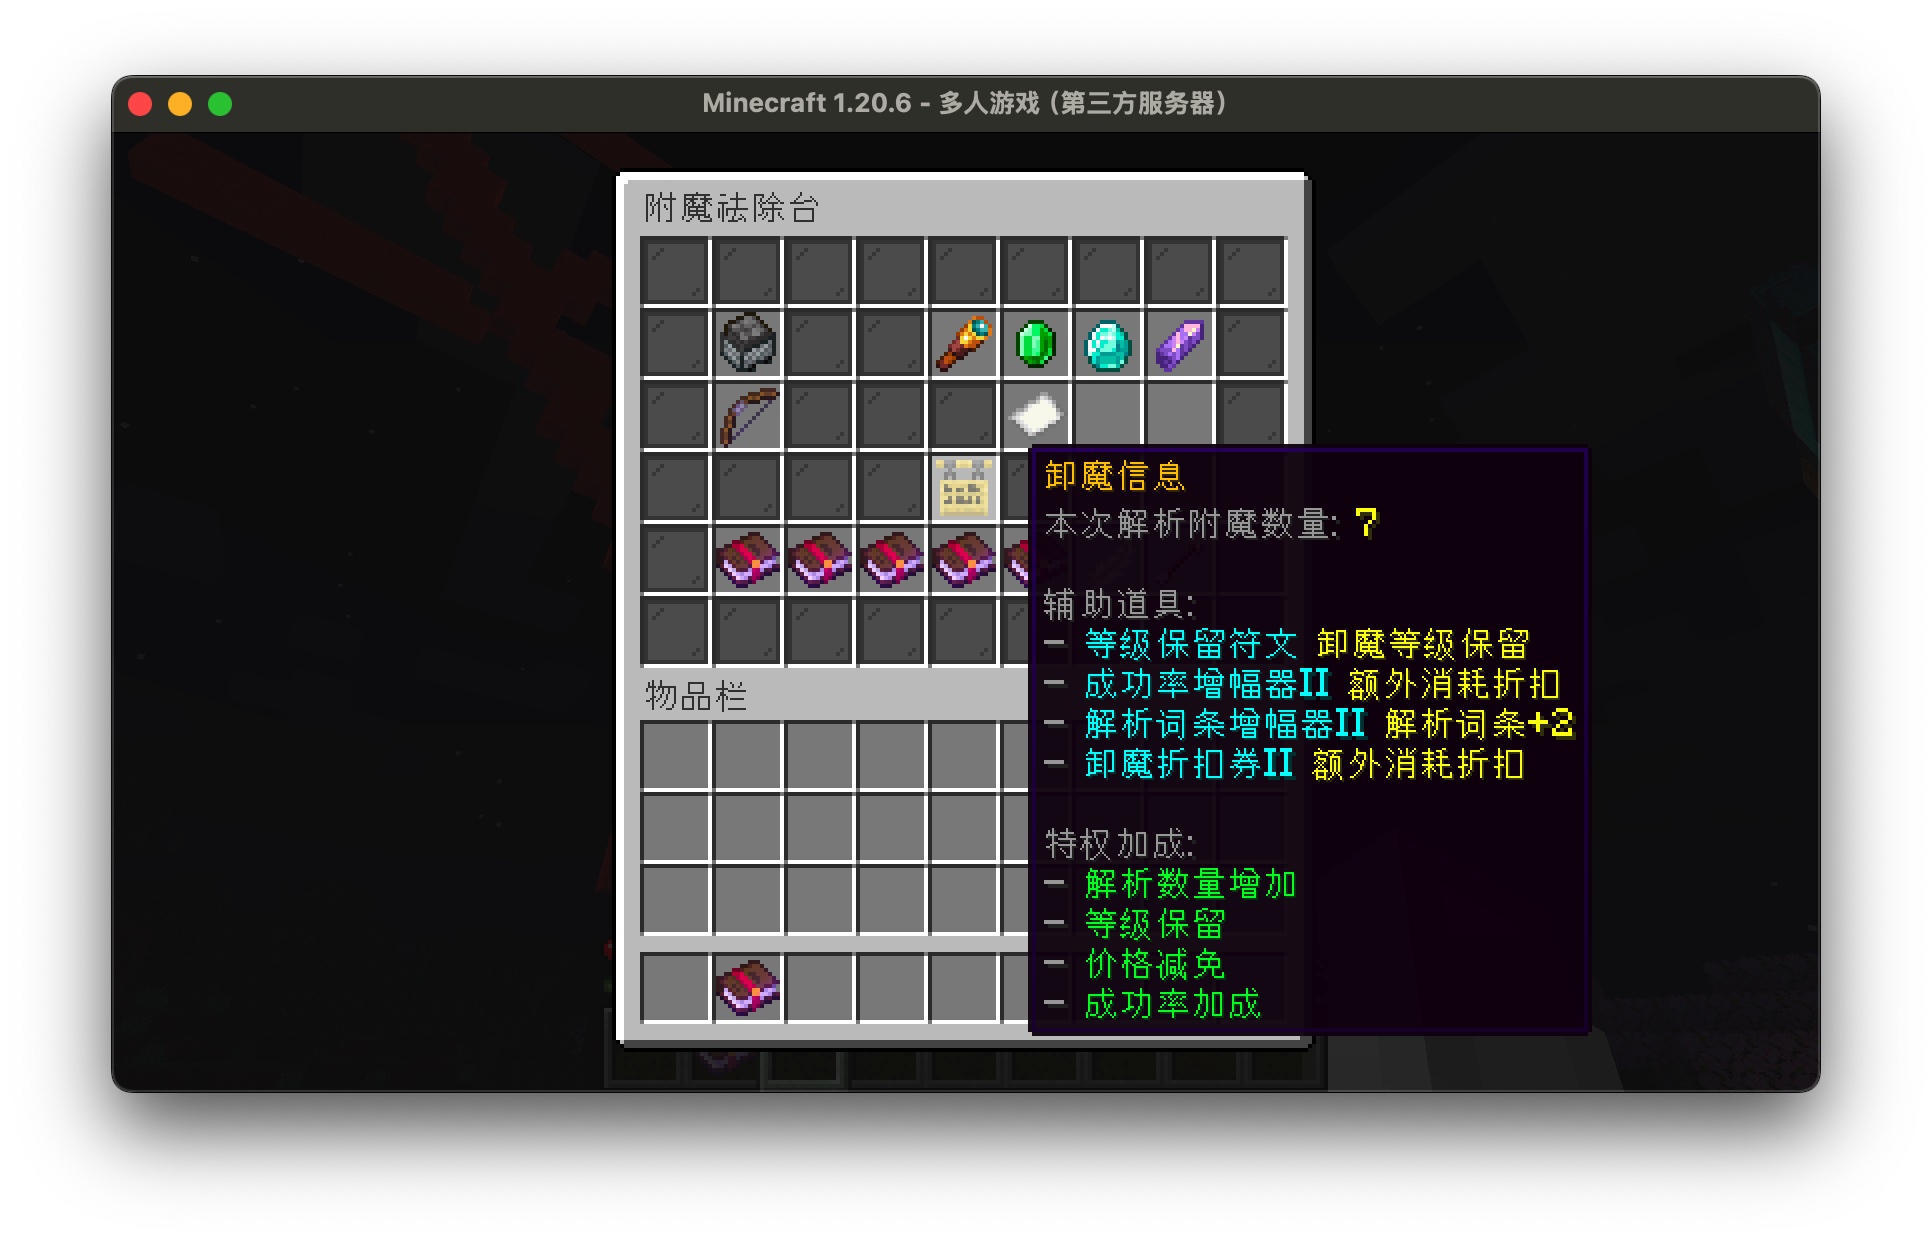 Minecraft 1.20.6 - 多人游戏 (第三方服务器)
附魔祛除台
卸魔信息
本次解析附魔数量: 7
辅助道具:
- 等级保留符文 卸魔等级保留
- 成功率增幅器II 额外消耗折扣
- 解析词条增幅器II 解析词条+2
- 卸魔折扣券II 额外消耗折扣
物品栏
特权加成:
- 解析数量增加
- 等级保留
- 价格减免
- 成功率加成